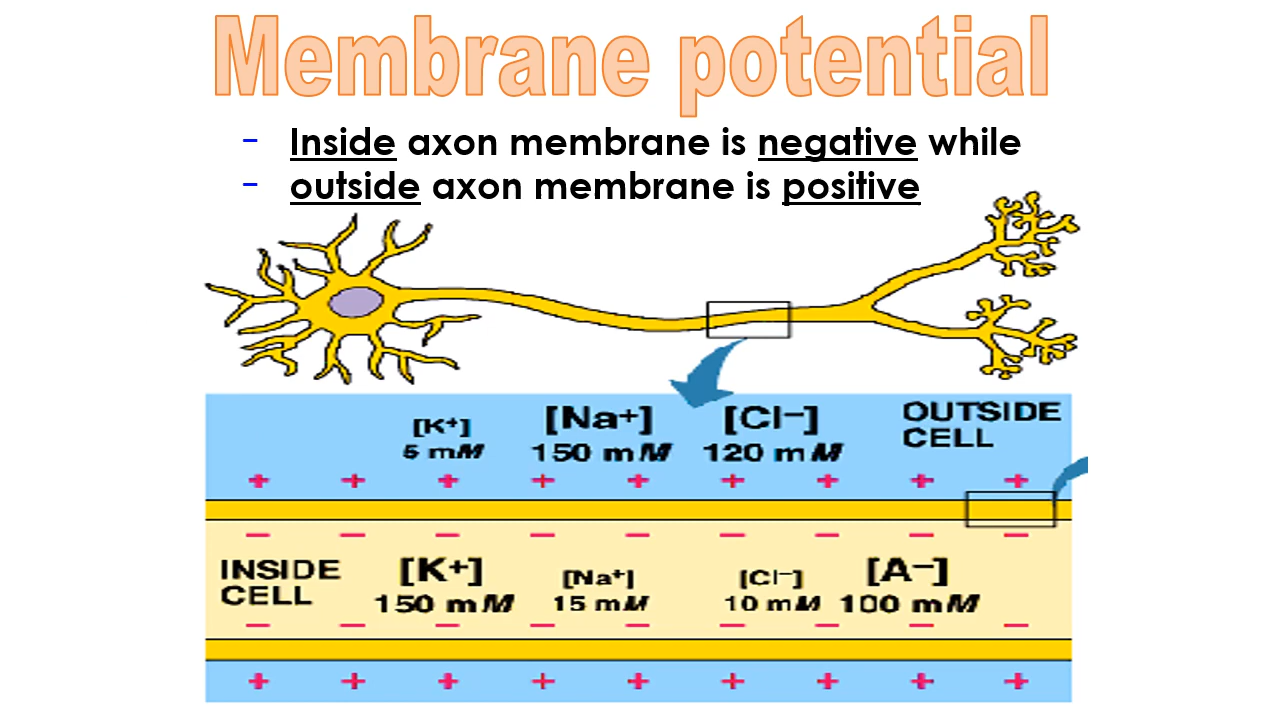 Membrane potential
- Inside axon membrane is negative while
- outside axon membrane is positive
[K+] [Na+] [Cl−] OUTSIDE
5 mM 150 mM 120 mM CELL
+ + + + + + + + +
− − − − − − − − −
INSIDE [K+] [Na+] [Cl−] [A−]
CELL 150 mM 15 mM 10 mM 100 mM
− − − − − − − − −
+ + + + + + + + +